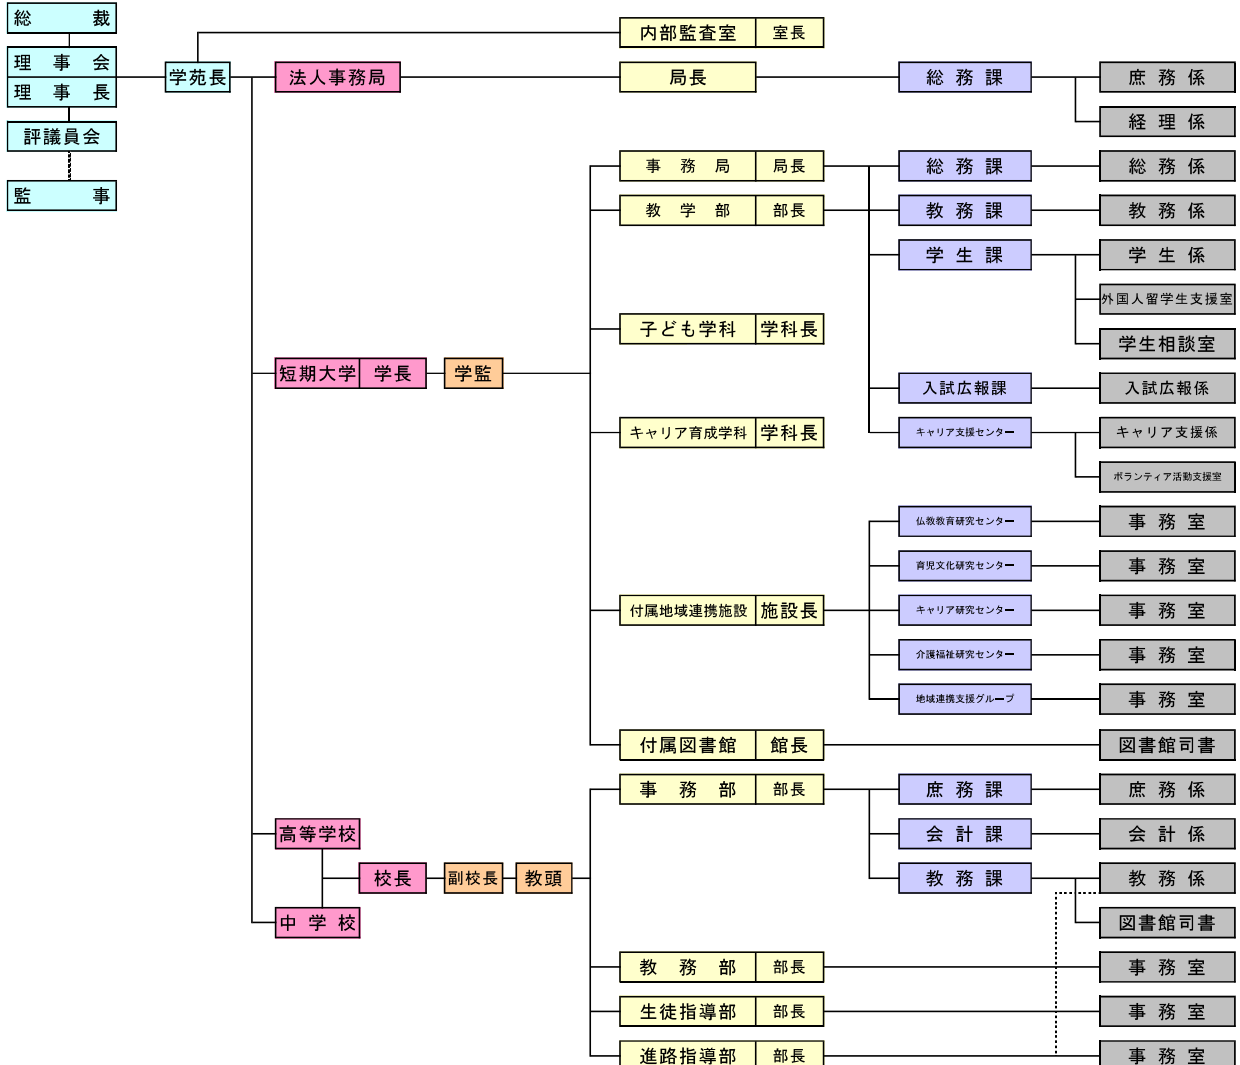 総　裁
内部監査室　室長
理　事　会
理　事　長
学苑長
法人事務局
局長
総務課
庶務係
経理係
評議員会
監　事
事務局　局長
総務課
総務係
教学部　部長
教務課
教務係
学生課
学生係
外国人留学生支援室
子ども学科　学科長
学生相談室
短期大学　学長
学監
入試広報課
入試広報係
キャリア育成学科　学科長
キャリア支援センター
キャリア支援係
ボランティア活動支援室
仏教教育研究センター
事務室
育児文化研究センター
事務室
付属地域連携施設　施設長
キャリア研究センター
事務室
介護福祉研究センター
事務室
地域連携支援グループ
事務室
付属図書館　館長
図書館司書
事務部　部長
庶務課
庶務係
高等学校
会計課
会計係
校長
副校長
教頭
教務課
教務係
中学校
図書館司書
教務部　部長
事務室
生徒指導部　部長
事務室
進路指導部　部長
事務室